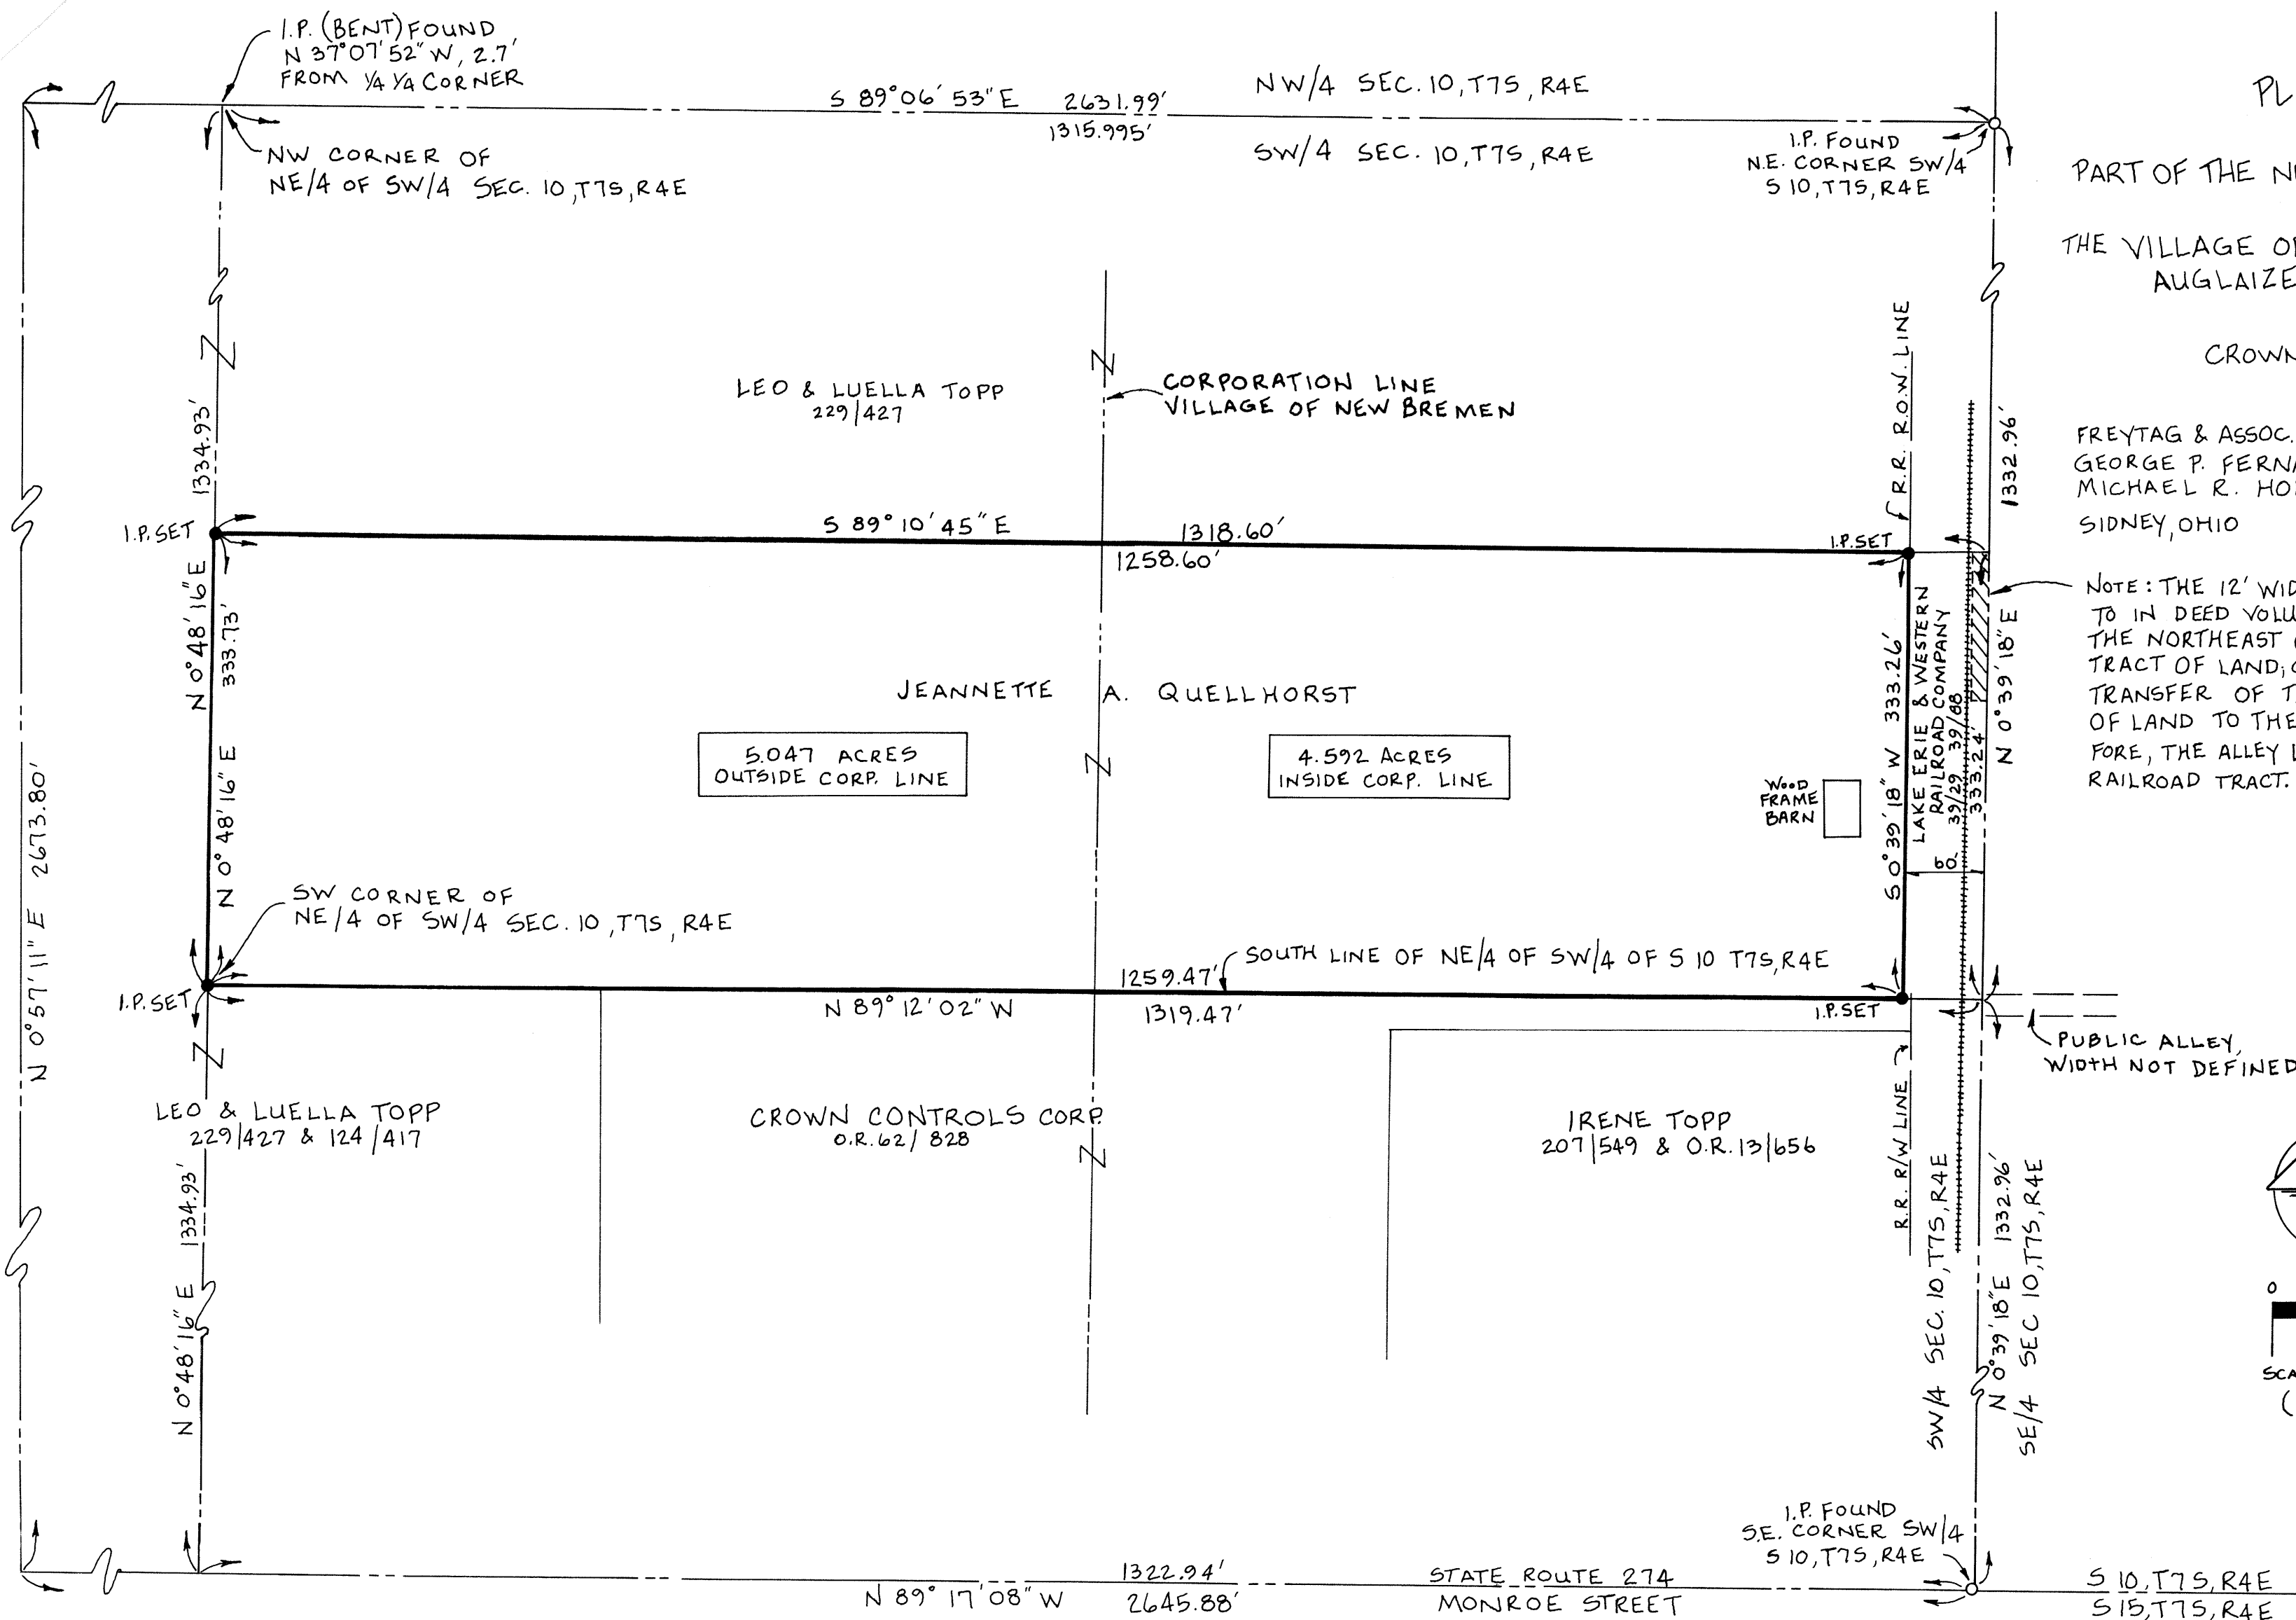 I.P. (BENT) FOUND
N 37°07'52" W, 2.7'
FROM 1/4 1/4 CORNER
NW CORNER OF
NE/4 OF SW/4 SEC. 10, T7S, R4E
S 89°06'53" E 2631.99'
1315.995'
NW/4 SEC. 10, T7S, R4E
SW/4 SEC. 10, T7S, R4E
I.P. FOUND
N.E. CORNER SW/4
S 10, T7S, R4E
PL
PART OF THE N
THE VILLAGE O
AUGLAIZE
CROWN
FREYTAG & ASSOC.
GEORGE P. FERNA
MICHAEL R. HO
SIDNEY, OHIO
NOTE: THE 12' WID
TO IN DEED VOLU
THE NORTHEAST
TRACT OF LAND;
TRANSFER OF T
OF LAND TO THE
FORE, THE ALLEY
RAILROAD TRACT.
LEO & LUELLA TOPP
229/427
CORPORATION LINE
VILLAGE OF NEW BREMEN
R.R. R.O.W. LINE
1332.96'
1334.93'
I.P. SET
S 89°10'45" E 1318.60'
1258.60'
I.P. SET
N 0°48'16" E
333.73'
N 0°48'16" E
JEANNETTE A. QUELLHORST
5.047 ACRES
OUTSIDE CORP. LINE
4.592 ACRES
INSIDE CORP. LINE
WOOD
FRAME
BARN
S 0°39'18" W 333.26'
LAKE ERIE & WESTERN
RAILROAD COMPANY
39/29 39/88
333.24'
N 0°39'18" E
60'
N 0°57'11" E 2673.80'
SW CORNER OF
NE/4 OF SW/4 SEC. 10, T7S, R4E
I.P. SET
1259.47'
SOUTH LINE OF NE/4 OF SW/4 OF S 10 T7S, R4E
N 89°12'02" W 1319.47'
I.P. SET
PUBLIC ALLEY,
WIDTH NOT DEFINED
LEO & LUELLA TOPP
229/427 & 124/417
CROWN CONTROLS CORP.
O.R. 62/828
IRENE TOPP
207/549 & O.R. 13/656
R.R. R/W LINE
SW/4 SEC. 10, T7S, R4E
N 0°39'18" E 1332.96'
SE/4 SEC 10, T7S, R4E
N 0°48'16" E 1334.93'
0
SCA
(
I.P. FOUND
S.E. CORNER SW/4
S 10, T7S, R4E
1322.94'
N 89°17'08" W 2645.88'
STATE ROUTE 274
MONROE STREET
S 10, T7S, R4E
S 15, T7S, R4E